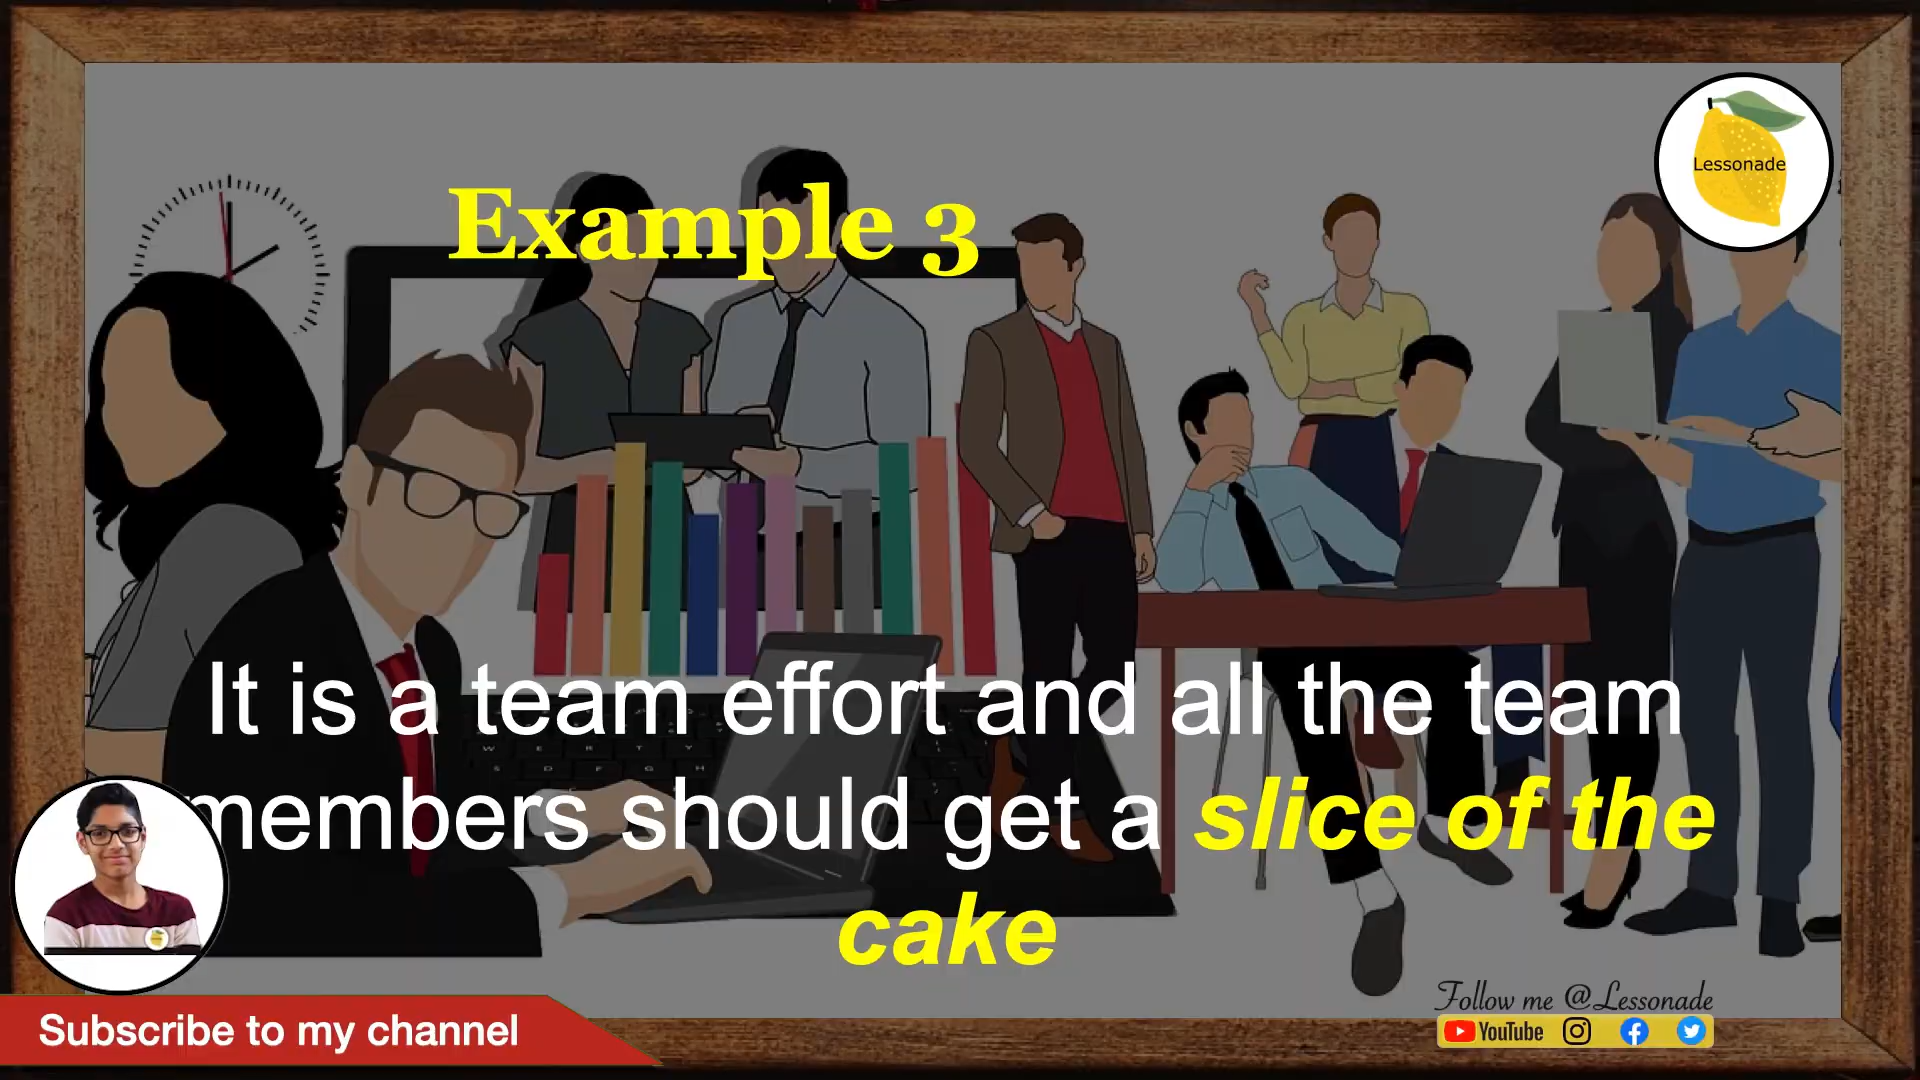 Lessonade
Example 3
It is a team effort and all the team
members should get a slice of the
cake
Follow me @Lessonade
YouTube
Subscribe to my channel